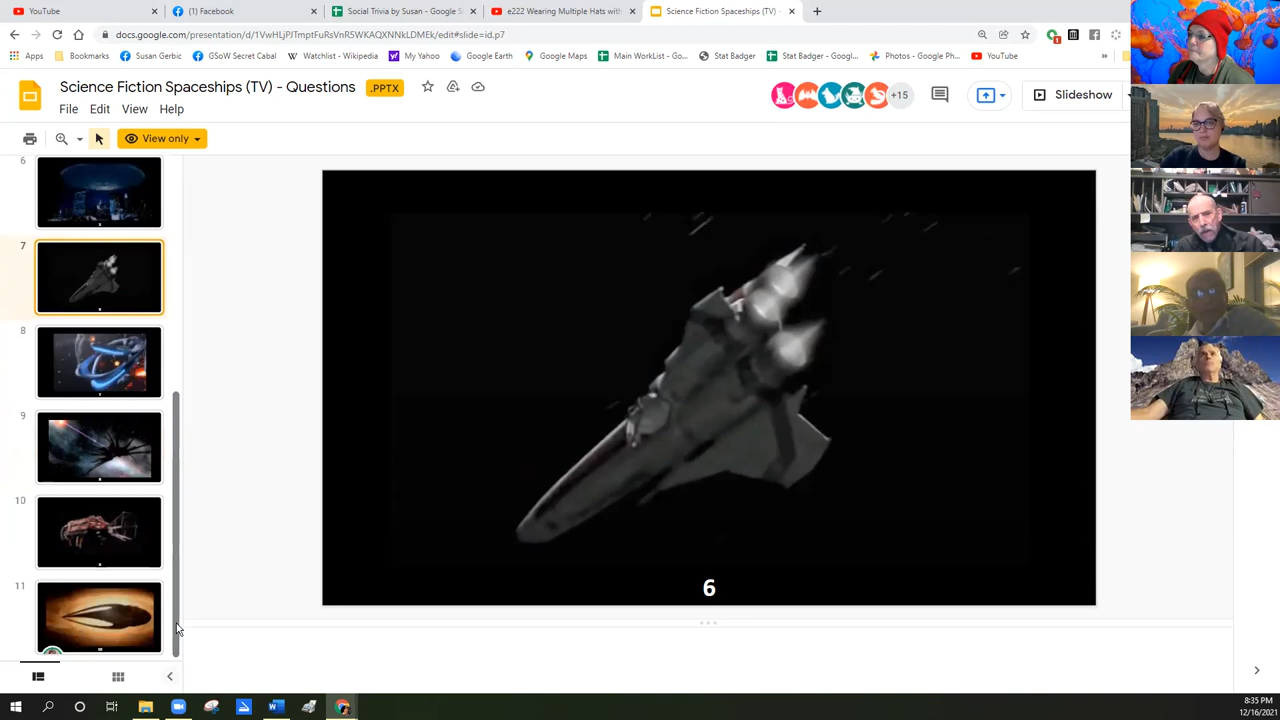 YouTube
(1) Facebook
Social Trivia by Susan - Google S
e222 Wearing Multiple Hats with
Science Fiction Spaceships (TV) -
docs.google.com/presentation/d/1VwHLjPJTmptFuRsVnR5WKAQXNNkLDMEk/edit#slide=id.p7
Apps
Bookmarks
Susan Gerbic
GSoW Secret Cabal
Watchlist - Wikipedia
My Yahoo
Google Earth
Google Maps
Main WorkList - Go...
Stat Badger
Stat Badger - Googl...
Photos - Google Ph...
YouTube
»
Science Fiction Spaceships (TV) - Questions
.PPTX
File
Edit
View
Help
+15
Slideshow
View only
6
7
8
9
10
11
6
8:35 PM
12/16/2021